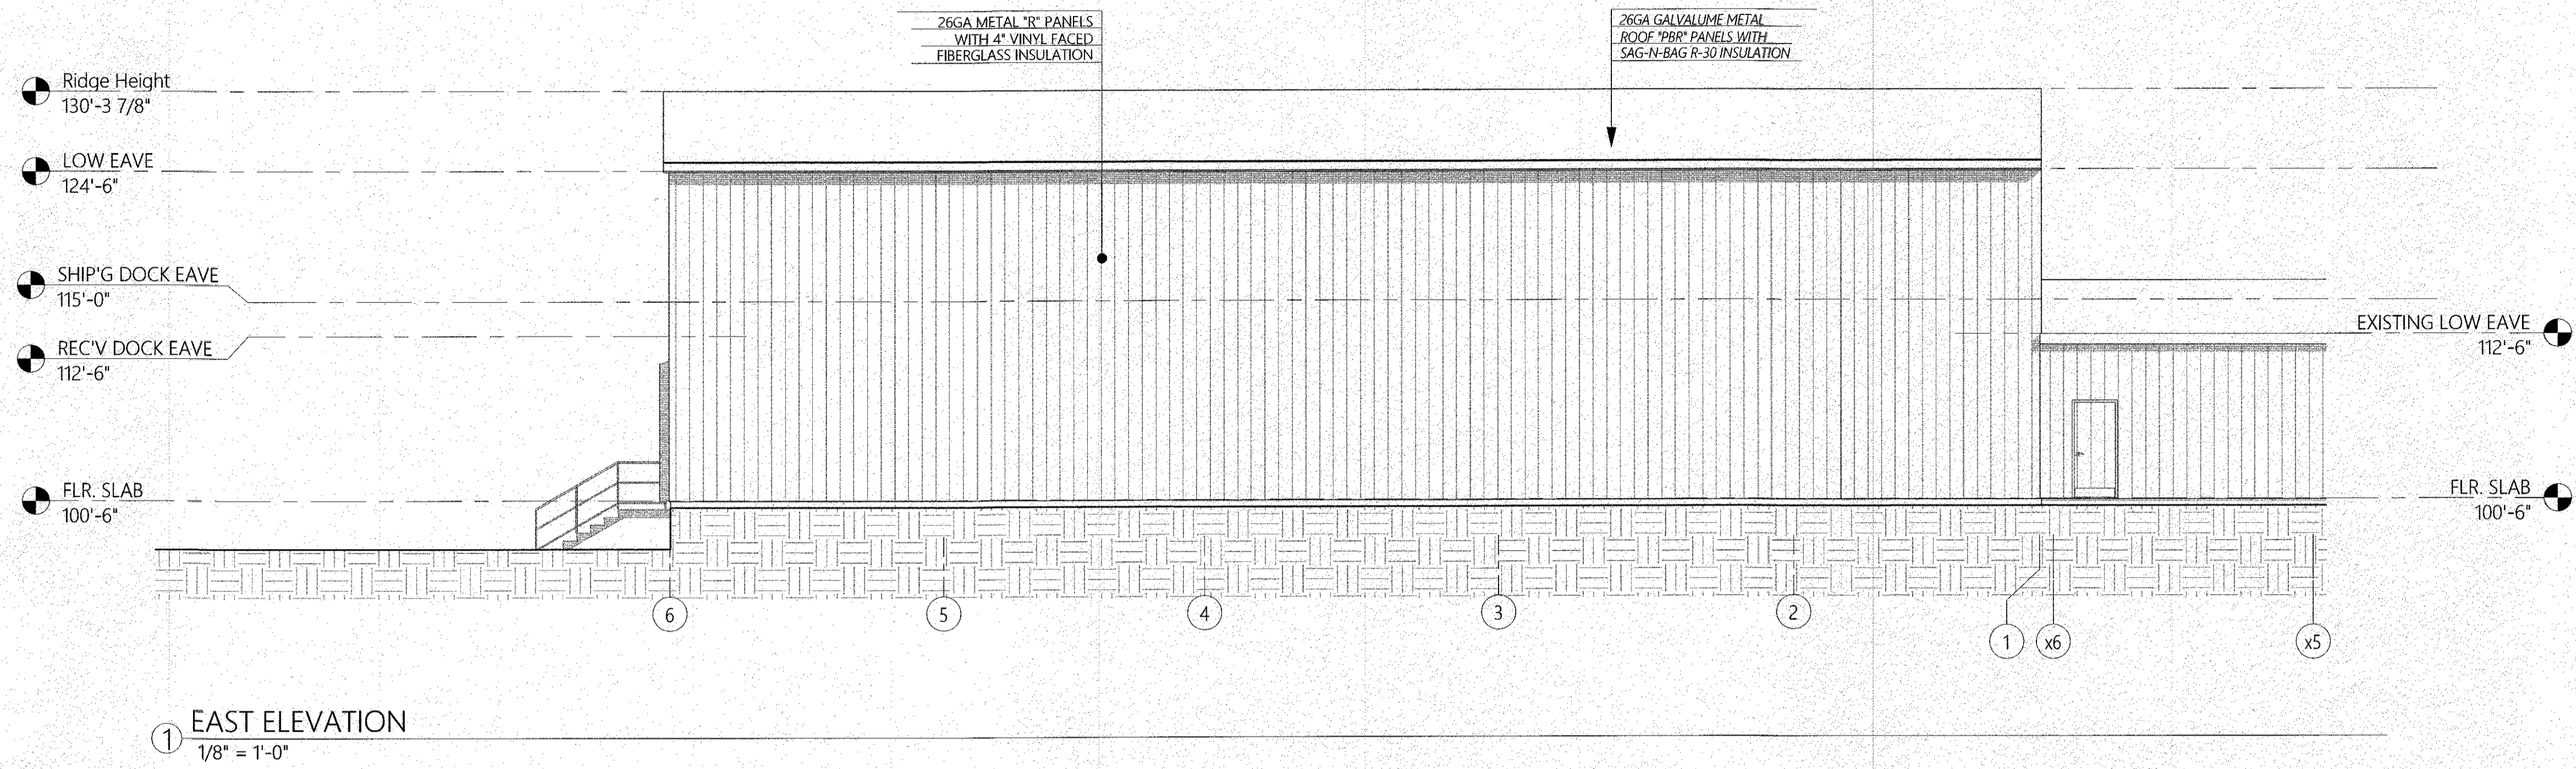 26GA METAL "R" PANELS
WITH 4" VINYL FACED
FIBERGLASS INSULATION
26GA GALVALUME METAL
ROOF "PBR" PANELS WITH
SAG-N-BAG R-30 INSULATION
Ridge Height
130'-3 7/8"
LOW EAVE
124'-6"
SHIP'G DOCK EAVE
115'-0"
REC'V DOCK EAVE
112'-6"
EXISTING LOW EAVE
112'-6"
FLR. SLAB
100'-6"
FLR. SLAB
100'-6"
6
5
4
3
2
1
x6
x5
1
EAST ELEVATION
1/8" = 1'-0"